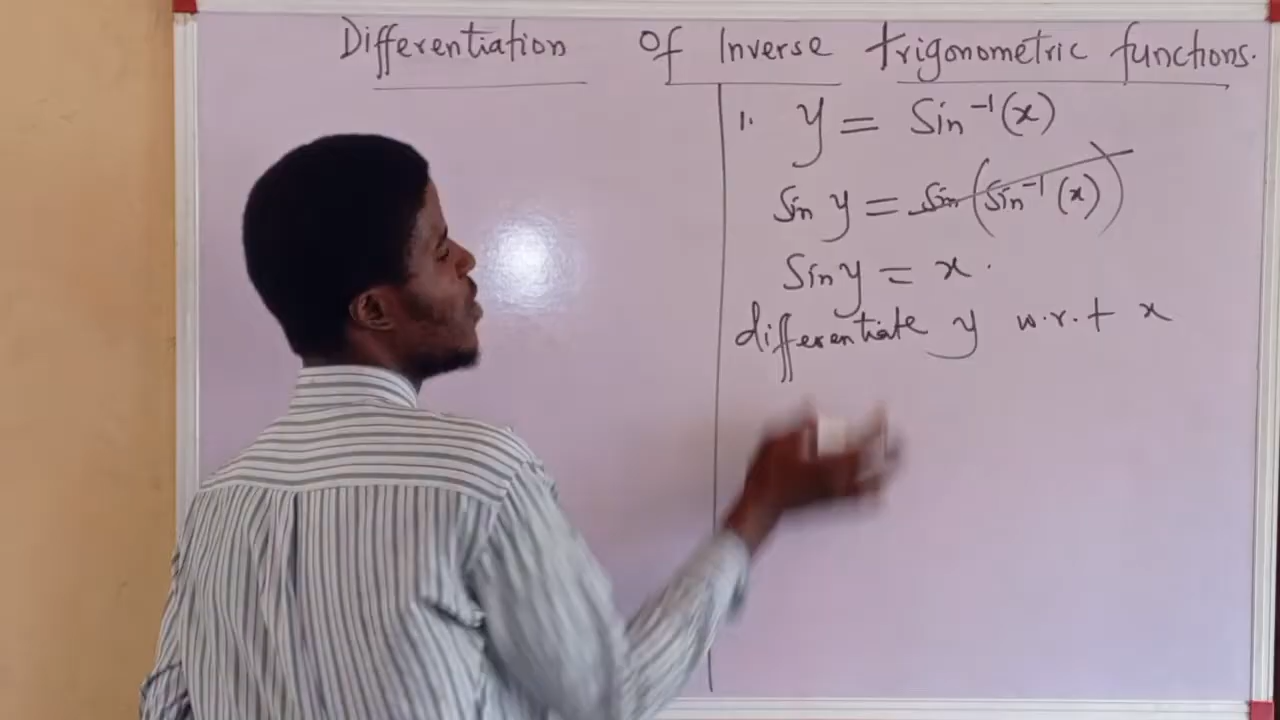 Differentiation Of Inverse trigonometric functions.
1. y = Sin⁻¹(x)
Sin y = Sin(Sin⁻¹(x))
Sin y = x.
differentiate y w.r.t x